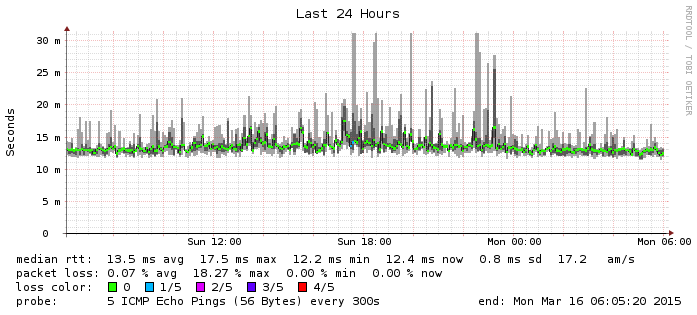 Last 24 Hours
RRDTOOL / TOBI OETIKER
Seconds
30 m
25 m
20 m
15 m
10 m
5 m
0
Sun 12:00 Sun 18:00 Mon 00:00 Mon 06:00
median rtt: 13.5 ms avg 17.5 ms max 12.2 ms min 12.4 ms now 0.8 ms sd 17.2 am/s
packet loss: 0.07 % avg 18.27 % max 0.00 % min 0.00 % now
loss color: 0 1/5 2/5 3/5 4/5
probe: 5 ICMP Echo Pings (56 Bytes) every 300s end: Mon Mar 16 06:05:20 2015